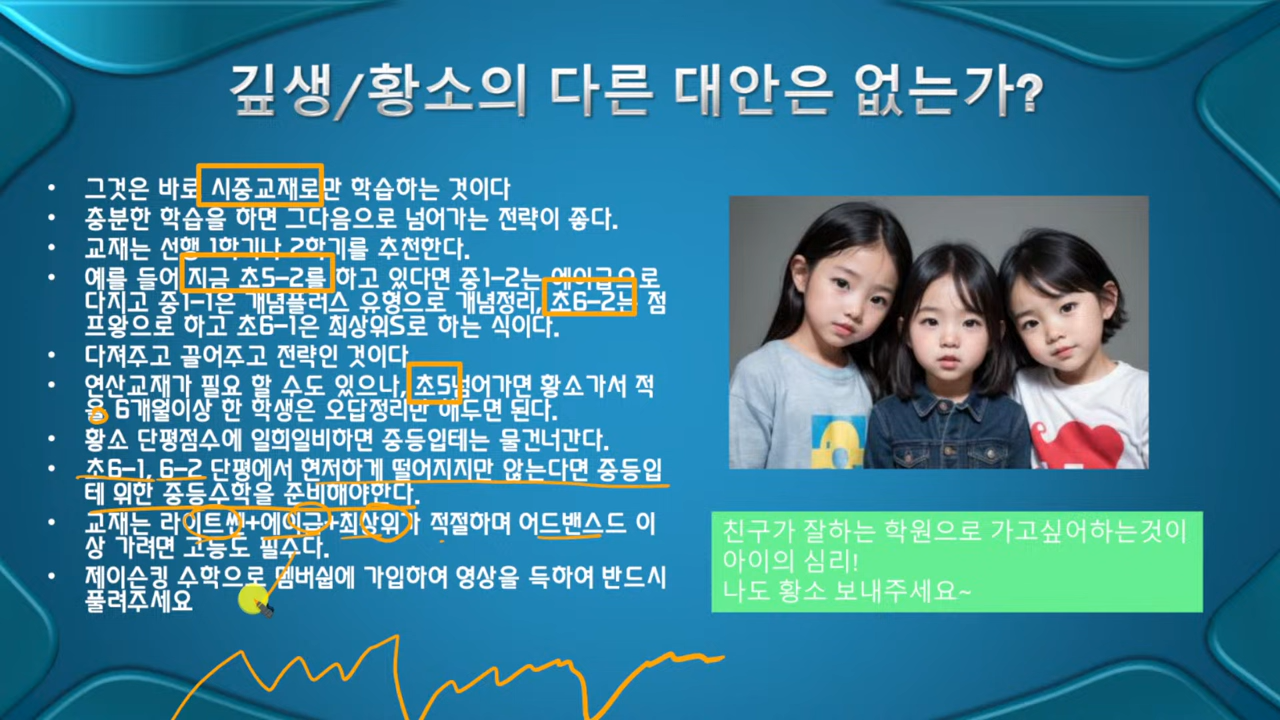 깊생/황소의 다른 대안은 없는가?
• 그것은 바로 시중교재로만 학습하는 것이다
• 충분한 학습을 하면 그다음으로 넘어가는 전략이 좋다.
• 교재는 선행 1학기나 2학기를 추천한다.
• 예를 들어 지금 초5-2를 하고 있다면 중1-2는 에이급으로
다지고 중1-1은 개념플러스 유형으로 개념정리, 초6-2는 점
프왕으로 하고 초6-1은 최상위S로 하는 식이다.
• 다져주고 끌어주고 전략인 것이다
• 연산교재가 필요 할 수도 있으나, 초5넘어가면 황소가서 적
응 6개월이상 한 학생은 오답정리만 해두면 된다.
• 황소 단평점수에 일희일비하면 중등입테는 물건너간다.
• 초6-1, 6-2 단평에서 현저하게 떨어지지만 않는다면 중등입
테 위한 중등수학을 준비해야한다.
• 교재는 라이트쎈+에이급+최상위가 적절하며 어드밴스드 이
상 가려면 고등도 필수다.
• 제이슨킹 수학으로 멤버쉽에 가입하여 영상을 득하여 반드시
풀려주세요
친구가 잘하는 학원으로 가고싶어하는것이
아이의 심리!
나도 황소 보내주세요~